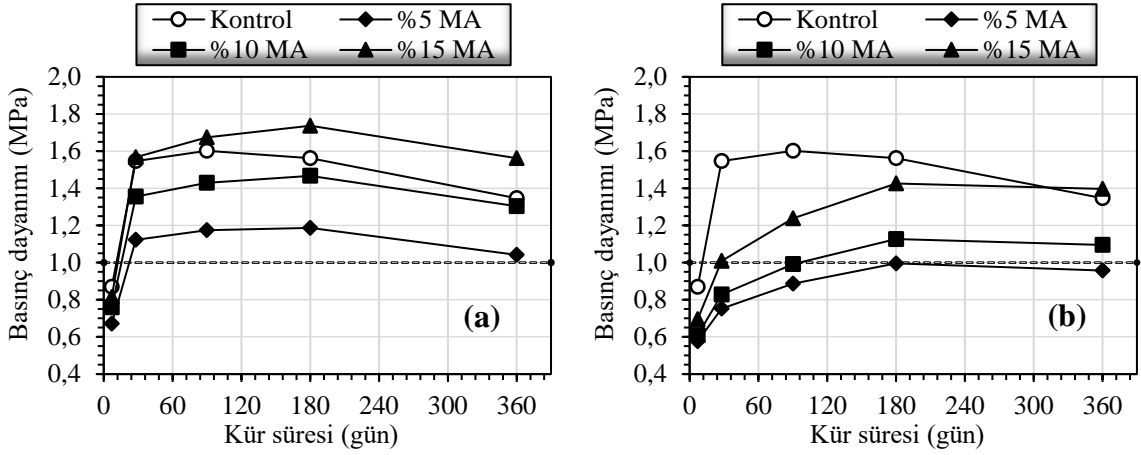 Kontrol %5 MA
%10 MA %15 MA
2,0
1,8
1,6
1,4
1,2
1,0
0,8
0,6
0,4
Basınç dayanımı (MPa)
(a)
0 60 120 180 240 300 360
Kür süresi (gün)
Kontrol %5 MA
%10 MA %15 MA
2,0
1,8
1,6
1,4
1,2
1,0
0,8
0,6
0,4
Basınç dayanımı (MPa)
(b)
0 60 120 180 240 300 360
Kür süresi (gün)